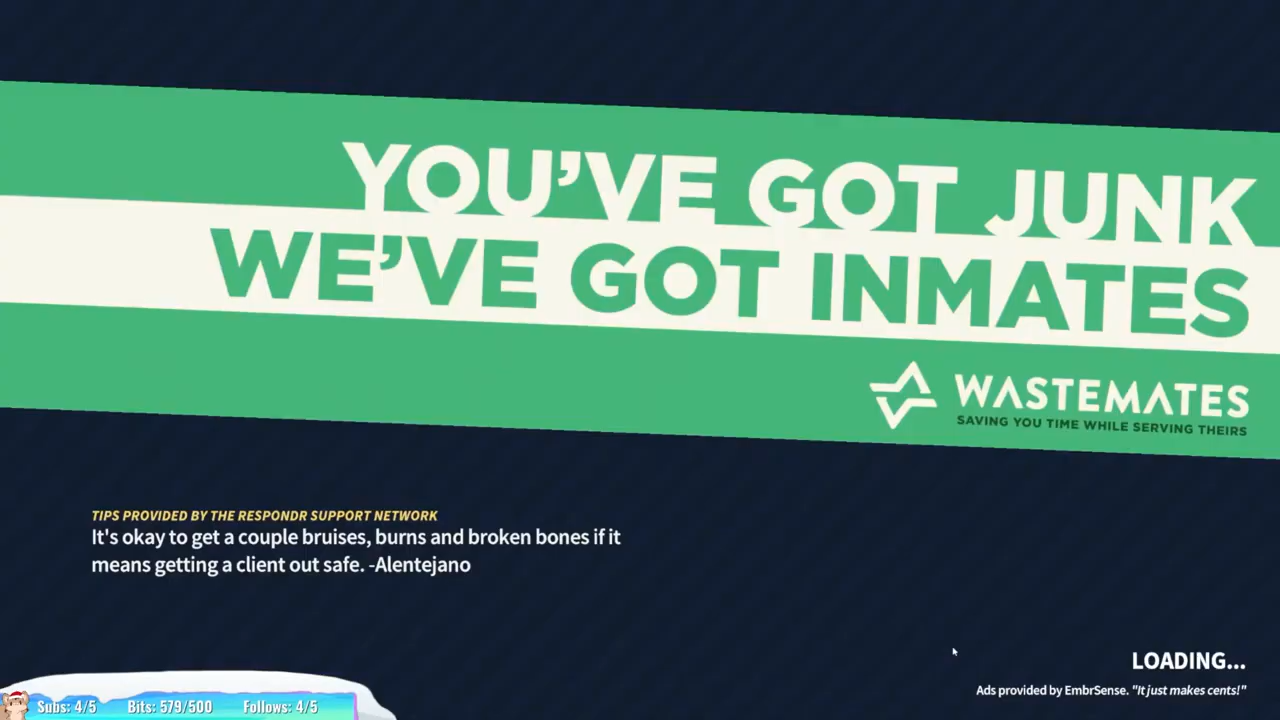 YOU'VE GOT JUNK
WE'VE GOT INMATES
WASTEMATES
SAVING YOU TIME WHILE SERVING THEIRS
TIPS PROVIDED BY THE RESPONDR SUPPORT NETWORK
It's okay to get a couple bruises, burns and broken bones if it
means getting a client out safe. -Alentejano
LOADING...
Ads provided by EmbrSense. "It just makes cents!"
Subs: 4/5 Bits: 579/500 Follows: 4/5